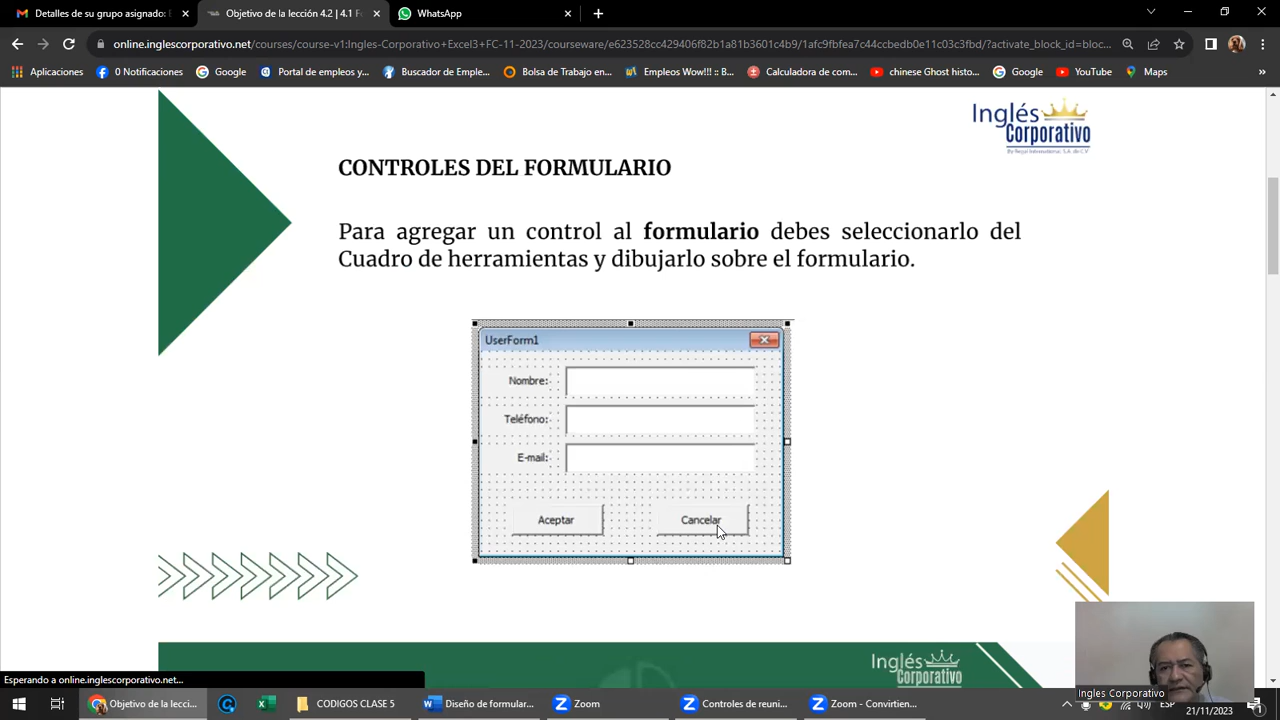 Detalles de su grupo asignado: I
Objetivo de la lección 4.2 | 4.1 F
WhatsApp
online.inglescorporativo.net/courses/course-v1:Ingles-Corporativo+Excel3+FC-11-2023/courseware/e623528cc429406f82b1a81b3601c4b9/1afc9fbfea7c44ccbedb0e11c03c3fbd/?activate_block_id=bloc...
Aplicaciones
0 Notificaciones
Google
Portal de empleos y...
Buscador de Emple...
Bolsa de Trabajo en...
Empleos Wow!!! :: B...
Calculadora de com...
chinese Ghost histo...
Google
YouTube
Maps
»
Inglés
Corporativo
CONTROLES DEL FORMULARIO
Para agregar un control al formulario debes seleccionarlo del
Cuadro de herramientas y dibujarlo sobre el formulario.
UserForm1
Nombre:
Teléfono:
E-mail:
Aceptar
Cancelar
Inglés
Corporativo
Ingles Corporativo
Esperando a online.inglescorporativo.net...
Objetivo de la lecci...
CODIGOS CLASE 5
Diseño de formular...
Zoom
Controles de reuni...
Zoom - Convirtien...
ESP
21/11/2023